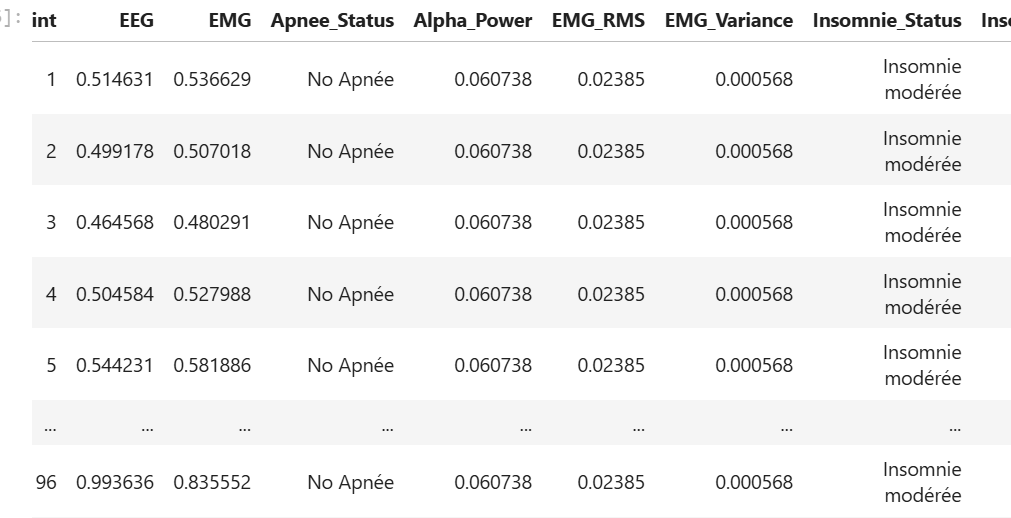 ]: int EEG EMG Apnee_Status Alpha_Power EMG_RMS EMG_Variance Insomnie_Status Ins
1 0.514631 0.536629 No Apnée 0.060738 0.02385 0.000568 Insomnie
modérée
2 0.499178 0.507018 No Apnée 0.060738 0.02385 0.000568 Insomnie
modérée
3 0.464568 0.480291 No Apnée 0.060738 0.02385 0.000568 Insomnie
modérée
4 0.504584 0.527988 No Apnée 0.060738 0.02385 0.000568 Insomnie
modérée
5 0.544231 0.581886 No Apnée 0.060738 0.02385 0.000568 Insomnie
modérée
... ... ... ... ... ... ... ...
96 0.993636 0.835552 No Apnée 0.060738 0.02385 0.000568 Insomnie
modérée